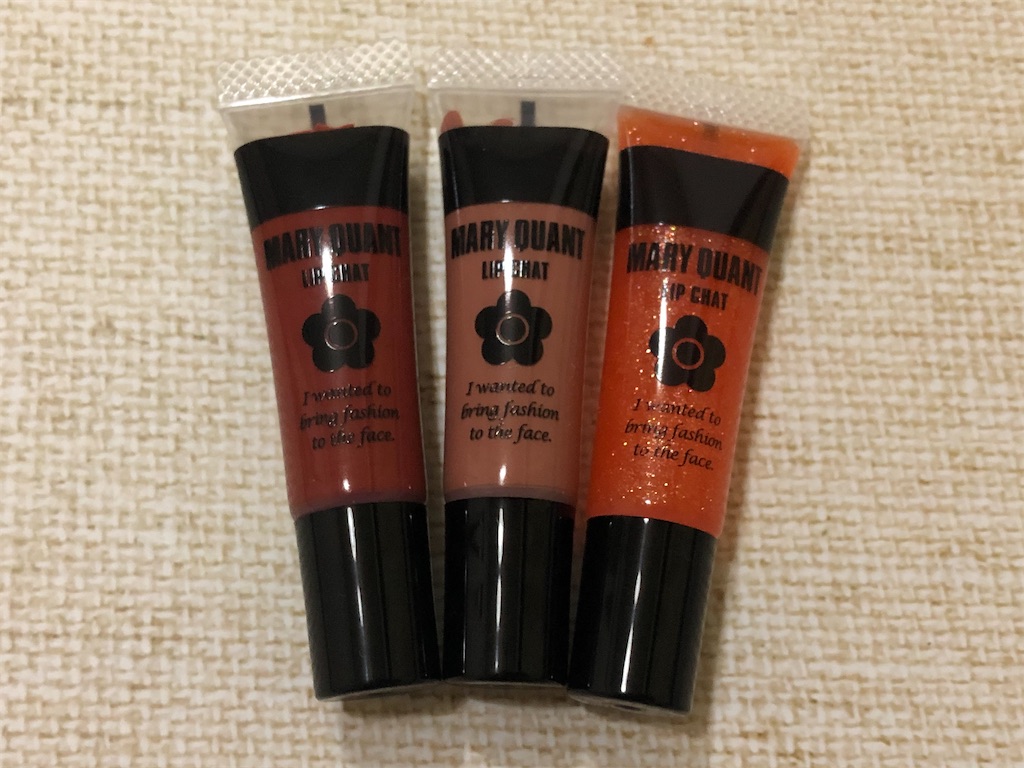 MARY QUANT
LIP CHAT
I wanted to
bring fashion
to the face.
MARY QUANT
LIP CHAT
I wanted to
bring fashion
to the face.
MARY QUANT
LIP CHAT
I wanted to
bring fashion
to the face.